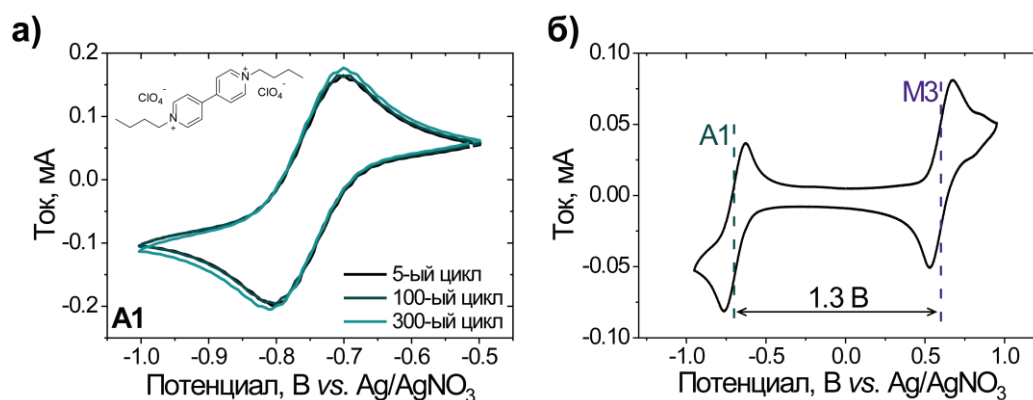 а)
0.2
0.1
0.0
-0.1
-0.2
Ток, мА
N
+
ClO₄⁻
ClO₄⁻
N
+
5-ый цикл
100-ый цикл
300-ый цикл
A1
-1.0 -0.9 -0.8 -0.7 -0.6 -0.5
Потенциал, В vs. Ag/AgNO₃
б)
0.10
0.05
0.00
-0.05
-0.10
Ток, мА
A1
M3
1.3 В
-1.0 -0.5 0.0 0.5 1.0
Потенциал, В vs. Ag/AgNO₃